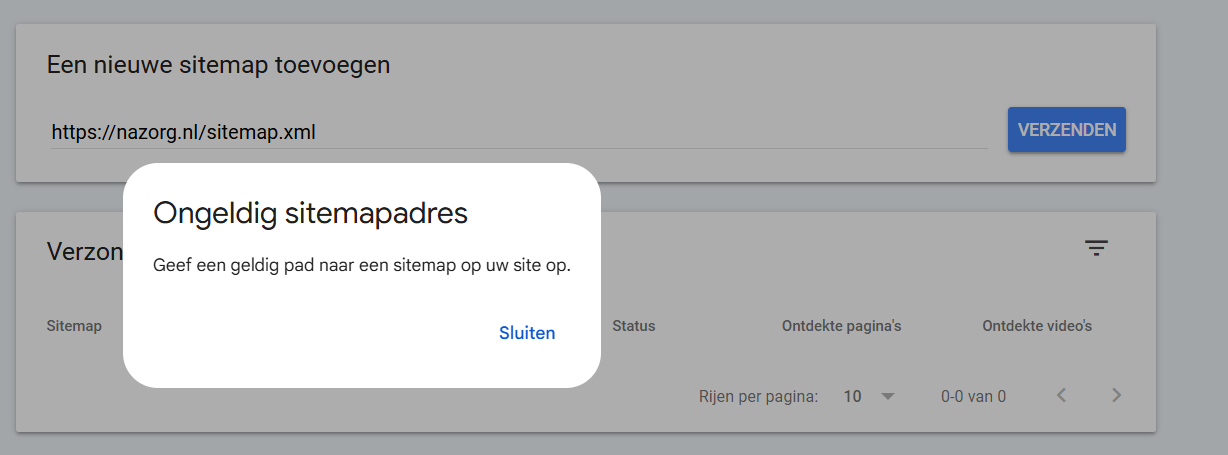 Een nieuwe sitemap toevoegen
https://nazorg.nl/sitemap.xml
VERZENDEN
Ongeldig sitemapadres
Geef een geldig pad naar een sitemap op uw site op.
Sluiten
Verzon
Sitemap
Status
Ontdekte pagina's
Ontdekte video's
Rijen per pagina:
10
0-0 van 0